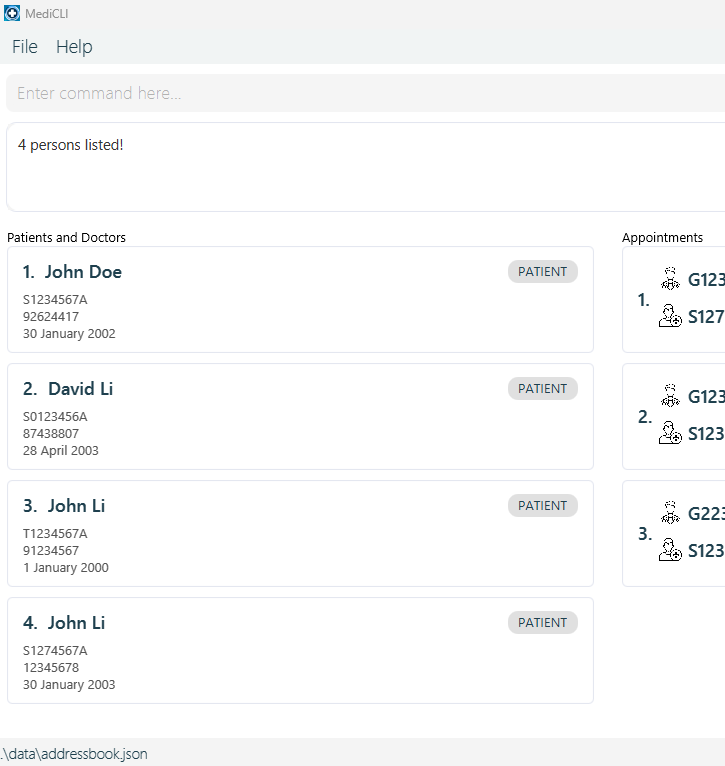 MediCLI
File Help
Enter command here...
4 persons listed!
Patients and Doctors
1. John Doe PATIENT
S1234567A
92624417
30 January 2002
2. David Li PATIENT
S0123456A
87438807
28 April 2003
3. John Li PATIENT
T1234567A
91234567
1 January 2000
4. John Li PATIENT
S1274567A
12345678
30 January 2003
Appointments
1.
G123
S127
2.
G123
S123
3.
G223
S123
.\data\addressbook.json